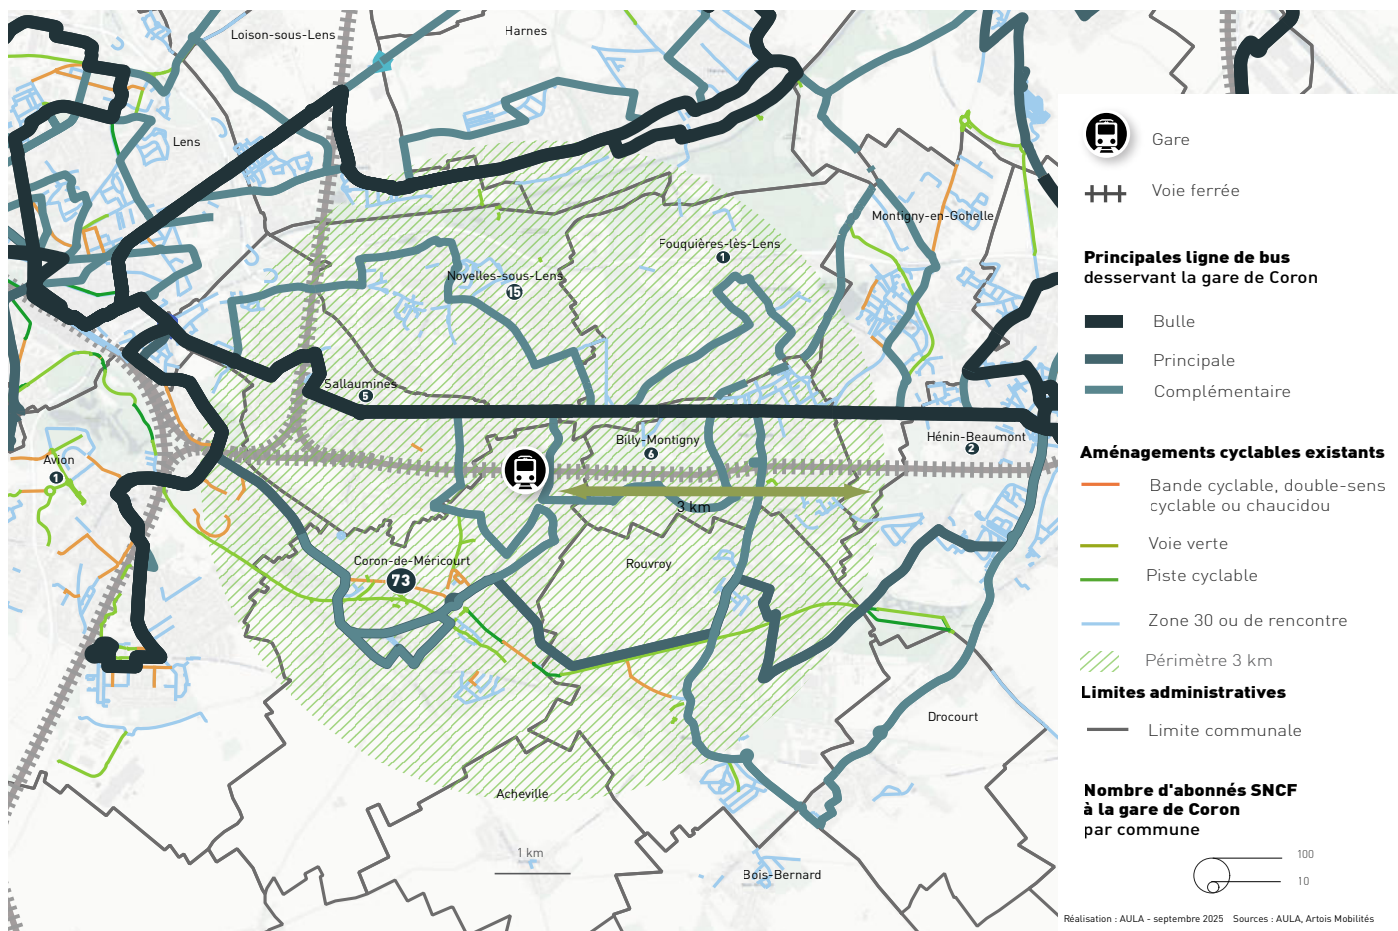 Loison-sous-Lens
Harnes
Lens
Montigny-en-Gohelle
Fouquières-lès-Lens
1
Noyelles-sous-Lens
15
Sallaumines
5
Billy-Montigny
6
Hénin-Beaumont
2
Avion
1
3 km
Coron-de-Méricourt
73
Rouvroy
Drocourt
Acheville
1 km
Bois-Bernard
Gare
Voie ferrée
Principales ligne de bus
desservant la gare de Coron
Bulle
Principale
Complémentaire
Aménagements cyclables existants
Bande cyclable, double-sens
cyclable ou chaucidou
Voie verte
Piste cyclable
Zone 30 ou de rencontre
Périmètre 3 km
Limites administratives
Limite communale
Nombre d'abonnés SNCF
à la gare de Coron
par commune
100
10
Réalisation : AULA - septembre 2025 Sources : AULA, Artois Mobilités